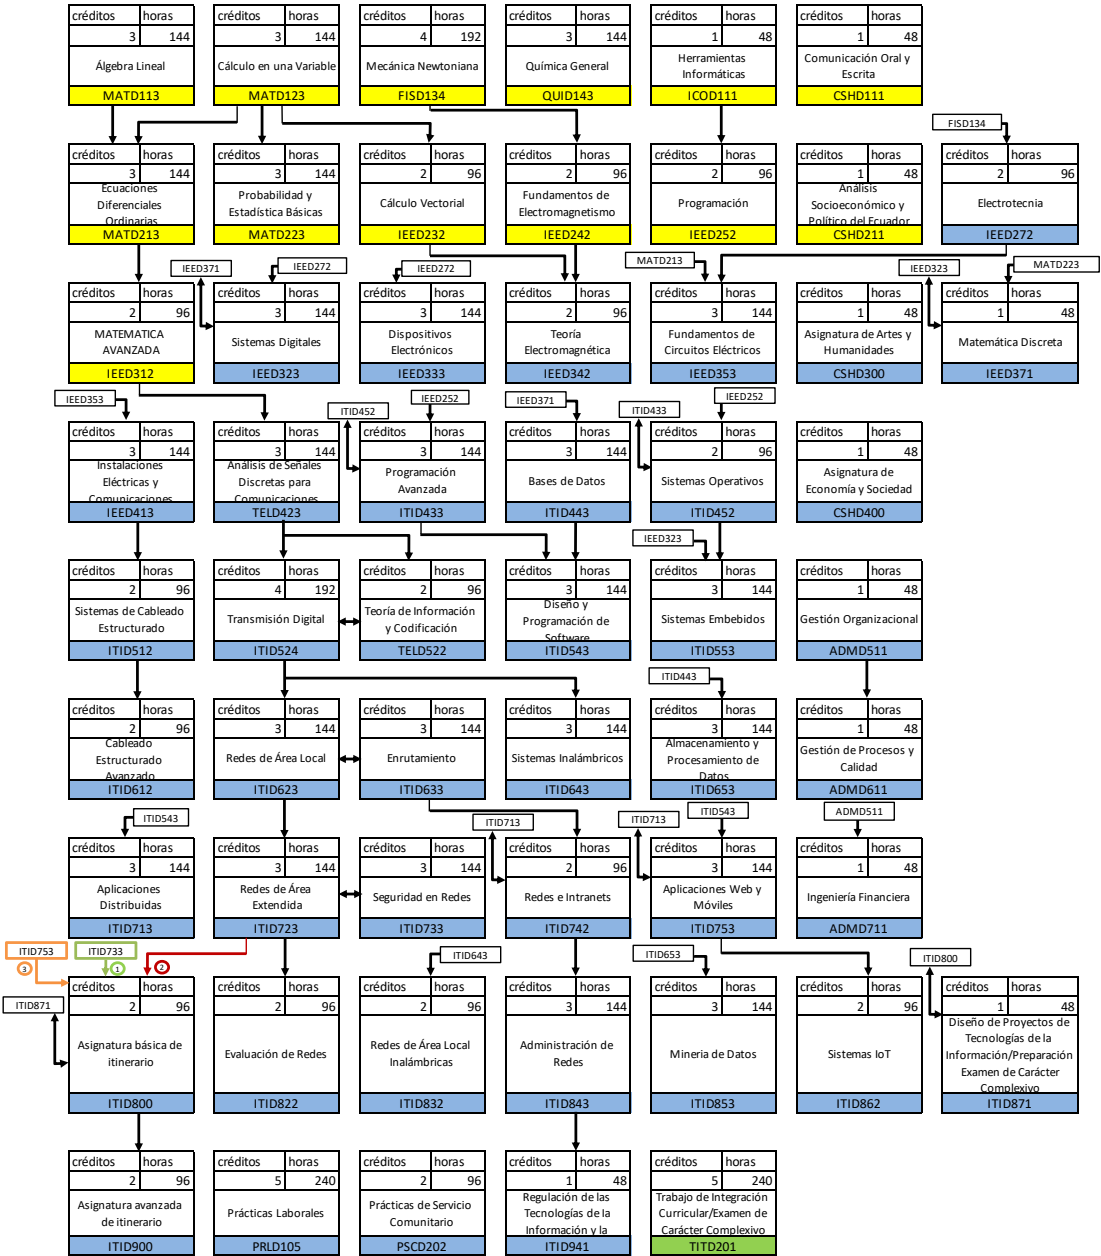 créditos horas créditos horas créditos horas créditos horas créditos horas créditos horas
3 144 3 144 4 192 3 144 1 48 1 48
Álgebra Lineal
Cálculo en una Variable
Mecánica Newtoniana
Química General
Herramientas
Informáticas
Comunicación Oral y
Escrita
MATD113 MATD123 FISD134 QUID143 ICOD111 CSHD111
FISD134
créditos horas créditos horas créditos horas créditos horas créditos horas créditos horas créditos horas
3 144 3 144 2 96 2 96 2 96 1 48 2 96
Ecuaciones
Diferenciales
Ordinarias
Probabilidad y
Estadística Básicas
Cálculo Vectorial
Fundamentos de
Electromagnetismo
Programación
Análisis
Socioeconómico y
Político del Ecuador
Electrotecnia
MATD213 MATD223 IEED232 IEED242 IEED252 CSHD211 IEED272
IEED371 IEED272 IEED272 MATD213 IEED323 MATD223
créditos horas créditos horas créditos horas créditos horas créditos horas créditos horas créditos horas
2 96 3 144 3 144 2 96 3 144 1 48 1 48
MATEMATICA
AVANZADA
Sistemas Digitales
Dispositivos
Electrónicos
Teoría
Electromagnética
Fundamentos de
Circuitos Eléctricos
Asignatura de Artes y
Humanidades
Matemática Discreta
IEED312 IEED323 IEED333 IEED342 IEED353 CSHD300 IEED371
IEED353 ITID452 IEED252 IEED371 ITID433 IEED252
créditos horas créditos horas créditos horas créditos horas créditos horas créditos horas
3 144 3 144 3 144 3 144 2 96 1 48
Instalaciones
Eléctricas y
Comunicaciones
Análisis de Señales
Discretas para
Comunicaciones
Programación
Avanzada
Bases de Datos
Sistemas Operativos
Asignatura de
Economía y Sociedad
IEED413 TELD423 ITID433 ITID443 ITID452 CSHD400
IEED323
créditos horas créditos horas créditos horas créditos horas créditos horas créditos horas
2 96 4 192 2 96 3 144 3 144 1 48
Sistemas de Cableado
Estructurado
Transmisión Digital
Teoría de Información
y Codificación
Diseño y
Programación de
Software
Sistemas Embebidos
Gestión Organizacional
ITID512 ITID524 TELD522 ITID543 ITID553 ADMD511
ITID443
créditos horas créditos horas créditos horas créditos horas créditos horas créditos horas
2 96 3 144 3 144 3 144 3 144 1 48
Cableado
Estructurado
Avanzado
Redes de Área Local
Enrutamiento
Sistemas Inalámbricos
Almacenamiento y
Procesamiento de
Datos
Gestión de Procesos y
Calidad
ITID612 ITID623 ITID633 ITID643 ITID653 ADMD611
ITID543 ITID713 ITID713 ITID543 ADMD511
créditos horas créditos horas créditos horas créditos horas créditos horas créditos horas
3 144 3 144 3 144 2 96 3 144 1 48
Aplicaciones
Distribuidas
Redes de Área
Extendida
Seguridad en Redes
Redes e Intranets
Aplicaciones Web y
Móviles
Ingeniería Financiera
ITID713 ITID723 ITID733 ITID742 ITID753 ADMD711
ITID753 ITID733 ITID643 ITID653 ITID800
3 1 2
ITID871
créditos horas créditos horas créditos horas créditos horas créditos horas créditos horas créditos horas
2 96 2 96 2 96 3 144 3 144 2 96 1 48
Asignatura básica de
itinerario
Evaluación de Redes
Redes de Área Local
Inalámbricas
Administración de
Redes
Mineria de Datos
Sistemas IoT
Diseño de Proyectos de
Tecnologías de la
Información/Preparación
Examen de Carácter
Complexivo
ITID800 ITID822 ITID832 ITID843 ITID853 ITID862 ITID871
créditos horas créditos horas créditos horas créditos horas créditos horas
2 96 5 240 2 96 1 48 5 240
Asignatura avanzada
de itinerario
Prácticas Laborales
Prácticas de Servicio
Comunitario
Regulación de las
Tecnologías de la
Información y la
Trabajo de Integración
Curricular/Examen de
Carácter Complexivo
ITID900 PRLD105 PSCD202 ITID941 TITD201